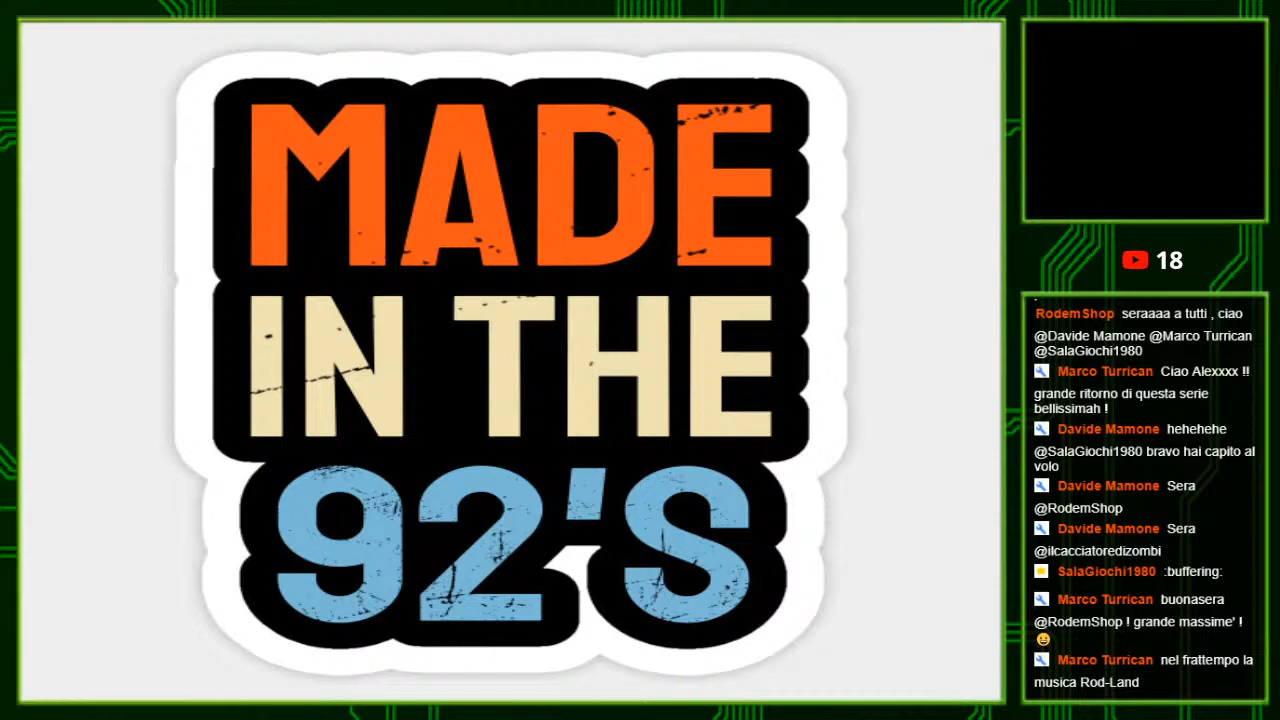 MADE
IN THE
92'S
18
RodemShop seraaaa a tutti , ciao
@Davide Mamone @Marco Turrican
@SalaGiochi1980
Marco Turrican Ciao Alexxxx !!
grande ritorno di questa serie
bellissimah !
Davide Mamone hehehehe
@SalaGiochi1980 bravo hai capito al
volo
Davide Mamone Sera
@RodemShop
Davide Mamone Sera
@ilcacciatoredizombi
SalaGiochi1980 :buffering:
Marco Turrican buonasera
@RodemShop ! grande massime' !
Marco Turrican nel frattempo la
musica Rod-Land